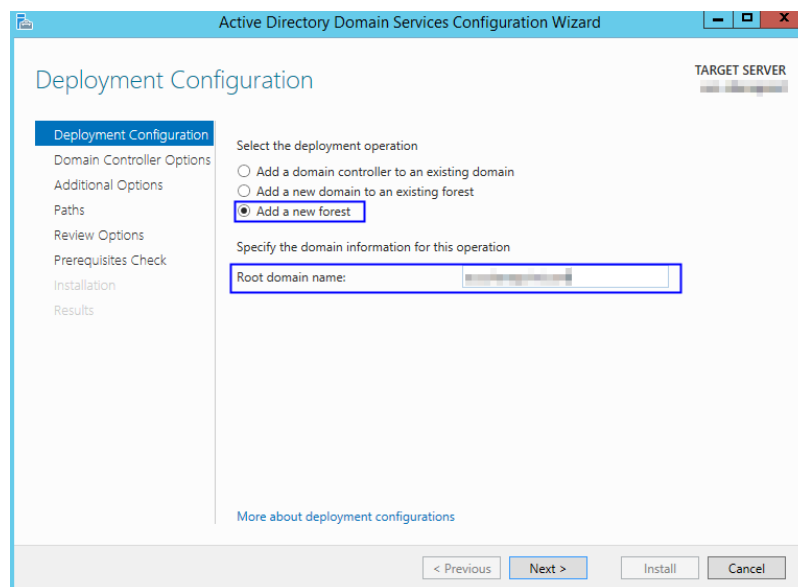 Active Directory Domain Services Configuration Wizard
Deployment Configuration
TARGET SERVER
Deployment Configuration
Domain Controller Options
Additional Options
Paths
Review Options
Prerequisites Check
Installation
Results
Select the deployment operation
Add a domain controller to an existing domain
Add a new domain to an existing forest
Add a new forest
Specify the domain information for this operation
Root domain name:
More about deployment configurations
< Previous
Next >
Install
Cancel